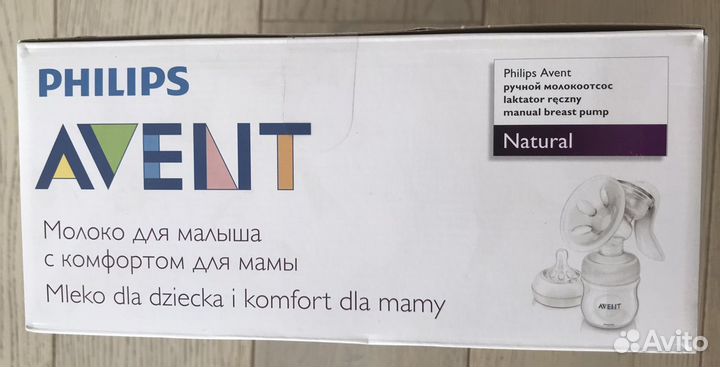 PHILIPS
AVENT
Молоко для малыша
с комфортом для мамы
Mleko dla dziecka i komfort dla mamy
Philips Avent
ручной молокоотсос
laktator ręczny
manual breast pump
Natural
AVENT
Avito